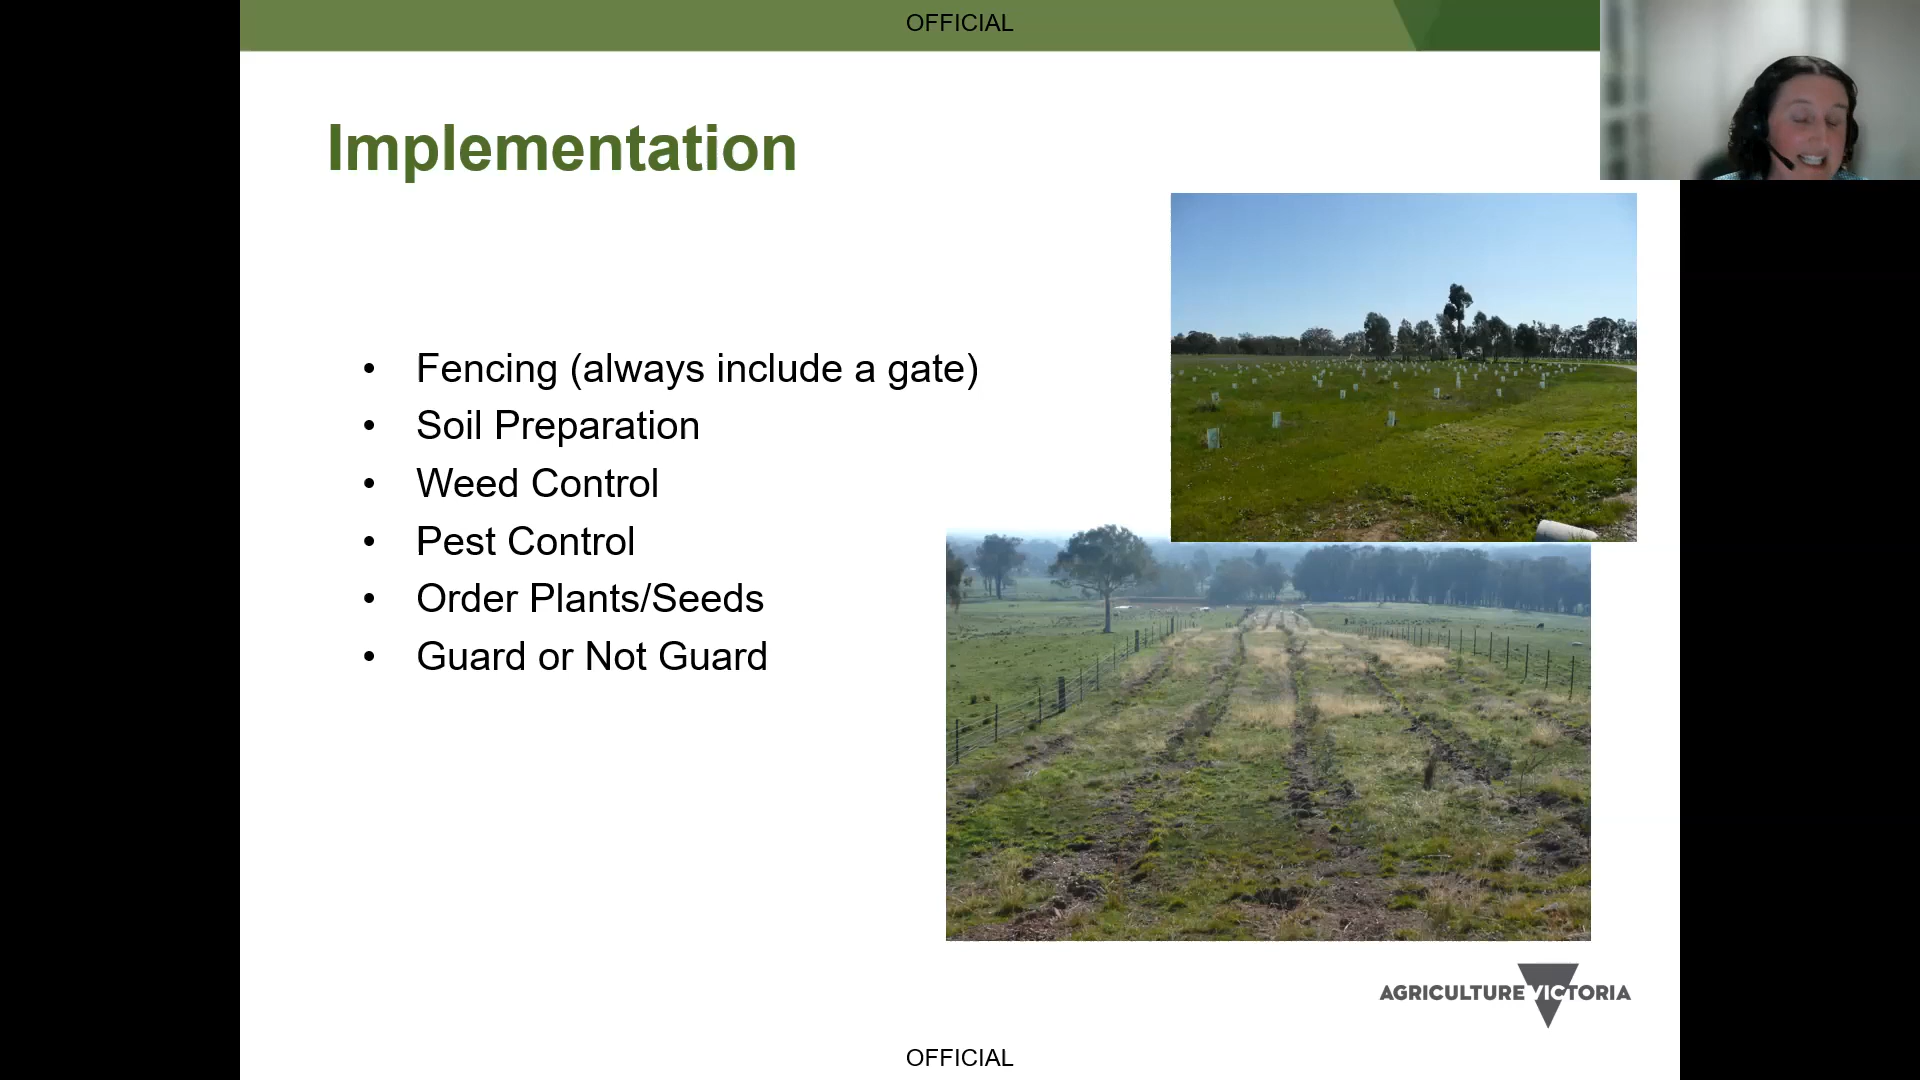 OFFICIAL
Implementation
• Fencing (always include a gate)
• Soil Preparation
• Weed Control
• Pest Control
• Order Plants/Seeds
• Guard or Not Guard
AGRICULTURE VICTORIA
OFFICIAL